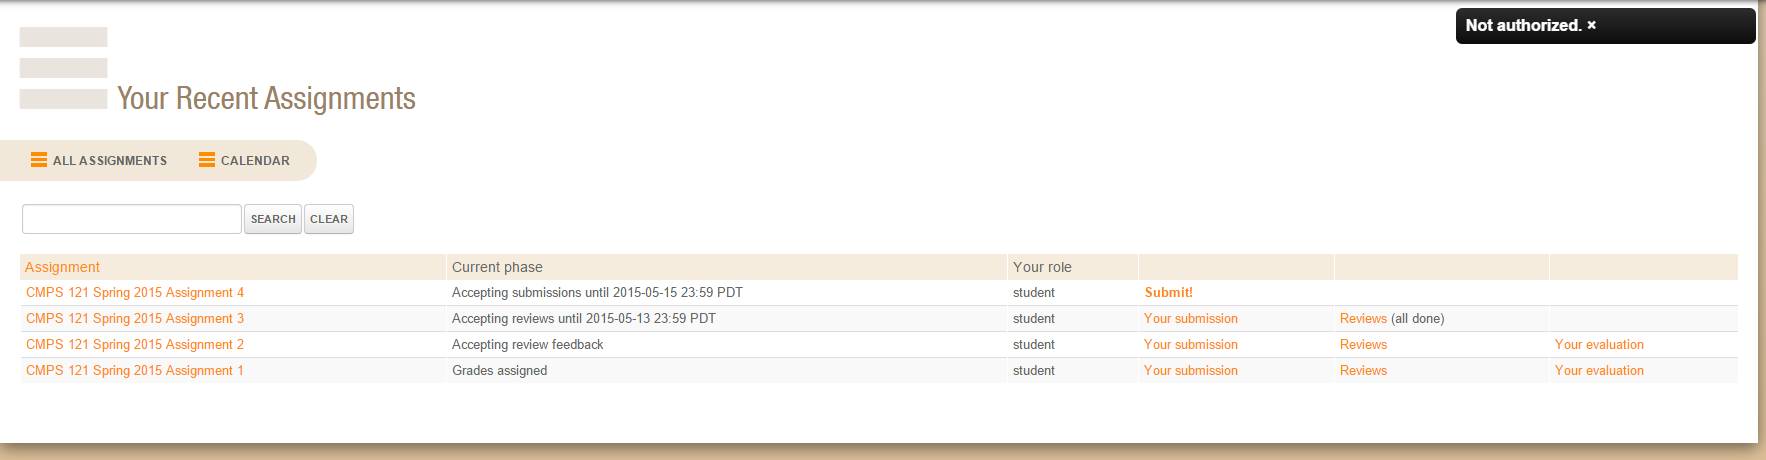 Not authorized. ×
Your Recent Assignments
ALL ASSIGNMENTS CALENDAR
SEARCH CLEAR
Assignment Current phase Your role
CMPS 121 Spring 2015 Assignment 4 Accepting submissions until 2015-05-15 23:59 PDT student Submit!
CMPS 121 Spring 2015 Assignment 3 Accepting reviews until 2015-05-13 23:59 PDT student Your submission Reviews (all done)
CMPS 121 Spring 2015 Assignment 2 Accepting review feedback student Your submission Reviews Your evaluation
CMPS 121 Spring 2015 Assignment 1 Grades assigned student Your submission Reviews Your evaluation